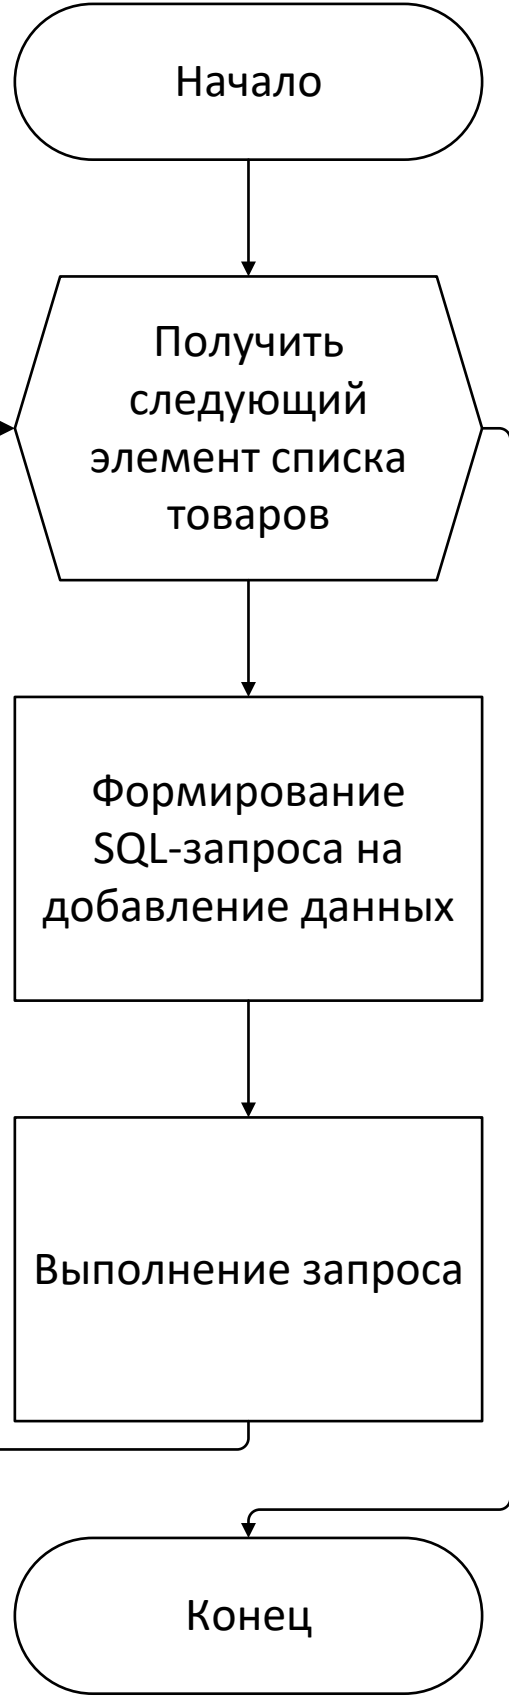 Начало
Получить
следующий
элемент списка
товаров
Формирование
SQL-запроса на
добавление данных
Выполнение запроса
Конец